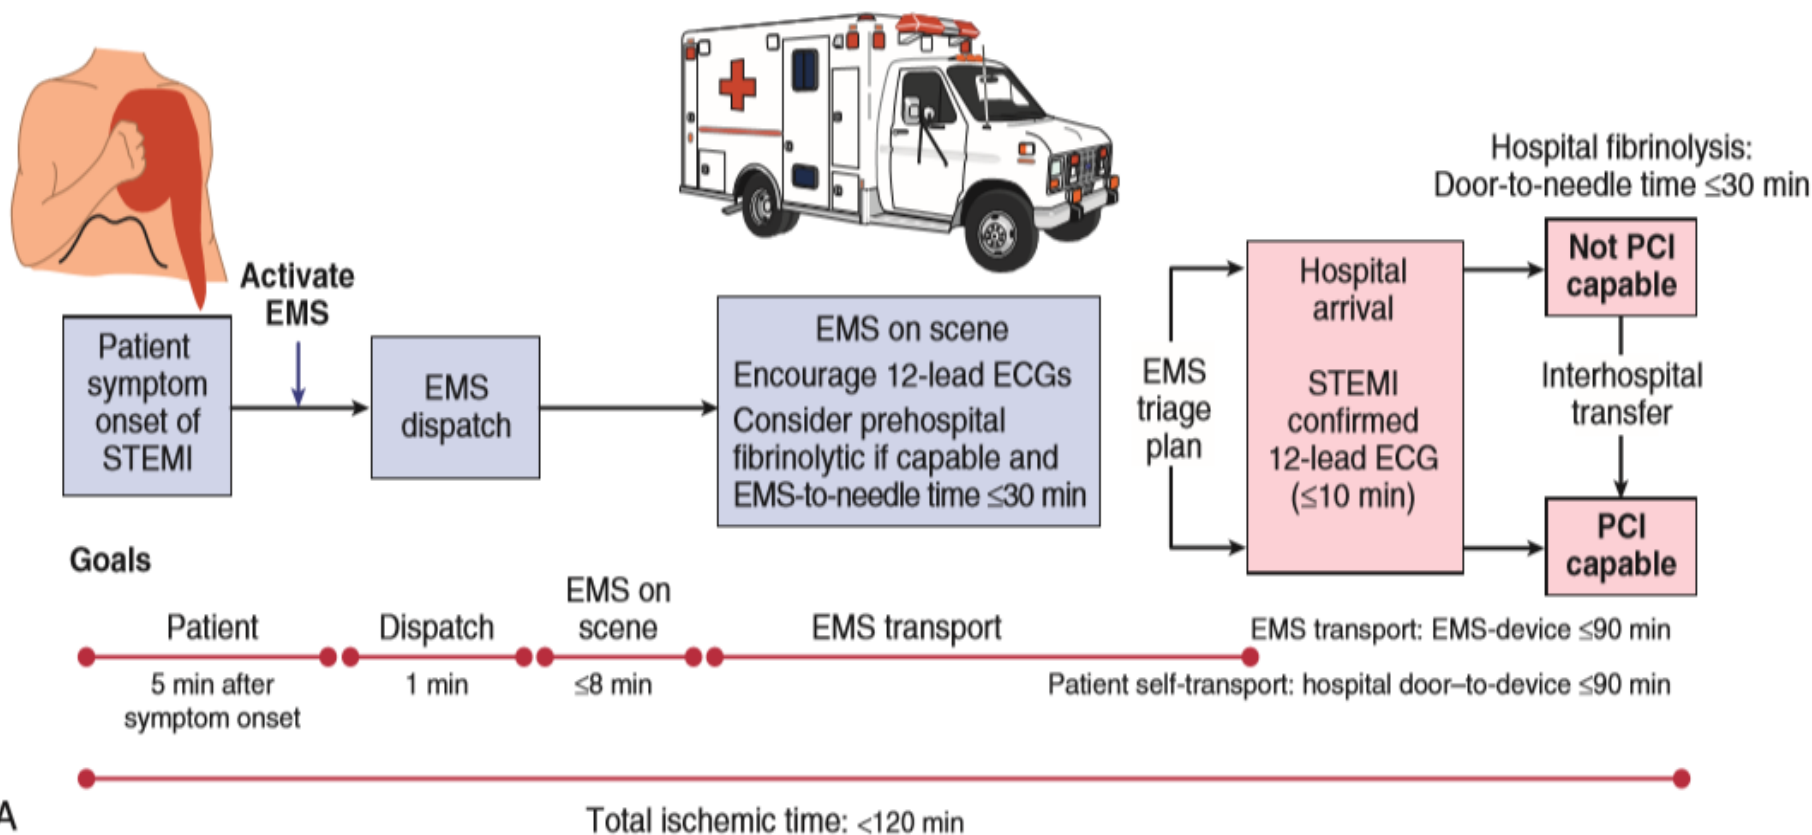 Hospital fibrinolysis:
Door-to-needle time ≤30 min
Activate
EMS
Patient
symptom
onset of
STEMI
EMS
dispatch
EMS on scene
Encourage 12-lead ECGs
Consider prehospital
fibrinolytic if capable and
EMS-to-needle time ≤30 min
EMS
triage
plan
Hospital
arrival
STEMI
confirmed
12-lead ECG
(≤10 min)
Not PCI
capable
Interhospital
transfer
PCI
capable
Goals
Patient
5 min after
symptom onset
Dispatch
1 min
EMS on
scene
≤8 min
EMS transport
EMS transport: EMS-device ≤90 min
Patient self-transport: hospital door–to-device ≤90 min
Total ischemic time: <120 min
A